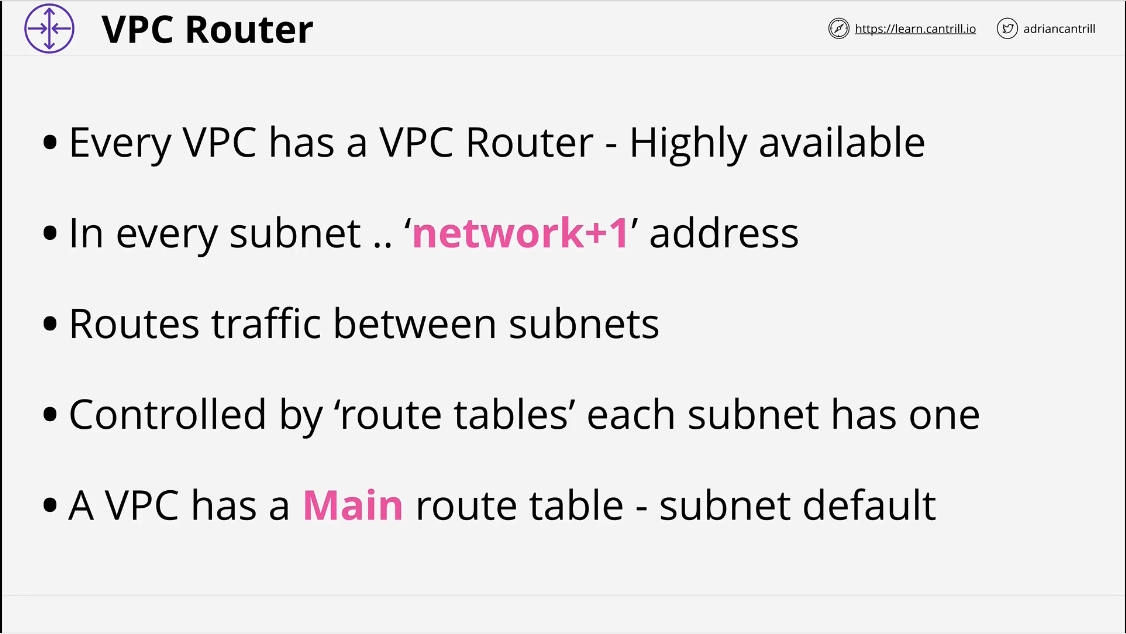 VPC Router
https://learn.cantrill.io
adriancantrill
• Every VPC has a VPC Router - Highly available
• In every subnet .. ‘network+1’ address
• Routes traffic between subnets
• Controlled by ‘route tables’ each subnet has one
• A VPC has a Main route table - subnet default